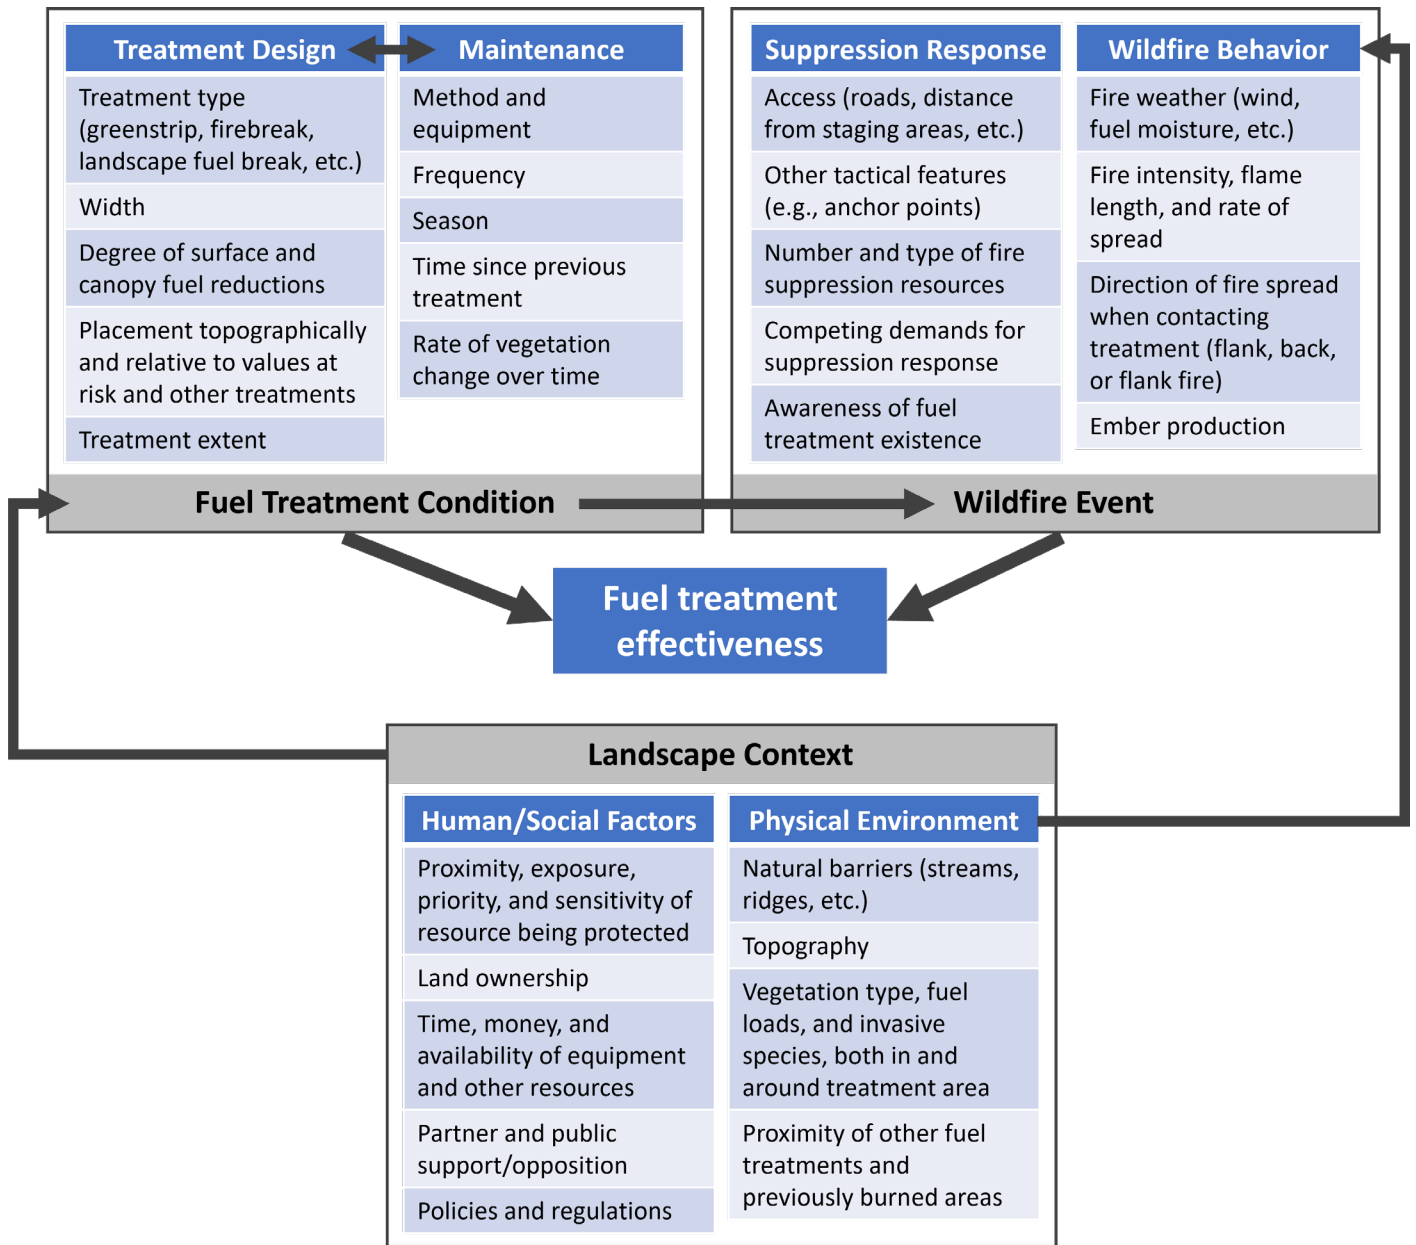 Treatment Design
Treatment type
(greenstrip, firebreak,
landscape fuel break, etc.)
Width
Degree of surface and
canopy fuel reductions
Placement topographically
and relative to values at
risk and other treatments
Treatment extent
Maintenance
Method and
equipment
Frequency
Season
Time since previous
treatment
Rate of vegetation
change over time
Fuel Treatment Condition
Suppression Response
Access (roads, distance
from staging areas, etc.)
Other tactical features
(e.g., anchor points)
Number and type of fire
suppression resources
Competing demands for
suppression response
Awareness of fuel
treatment existence
Wildfire Behavior
Fire weather (wind,
fuel moisture, etc.)
Fire intensity, flame
length, and rate of
spread
Direction of fire spread
when contacting
treatment (flank, back,
or flank fire)
Ember production
Wildfire Event
Fuel treatment
effectiveness
Landscape Context
Human/Social Factors
Proximity, exposure,
priority, and sensitivity of
resource being protected
Land ownership
Time, money, and
availability of equipment
and other resources
Partner and public
support/opposition
Policies and regulations
Physical Environment
Natural barriers (streams,
ridges, etc.)
Topography
Vegetation type, fuel
loads, and invasive
species, both in and
around treatment area
Proximity of other fuel
treatments and
previously burned areas